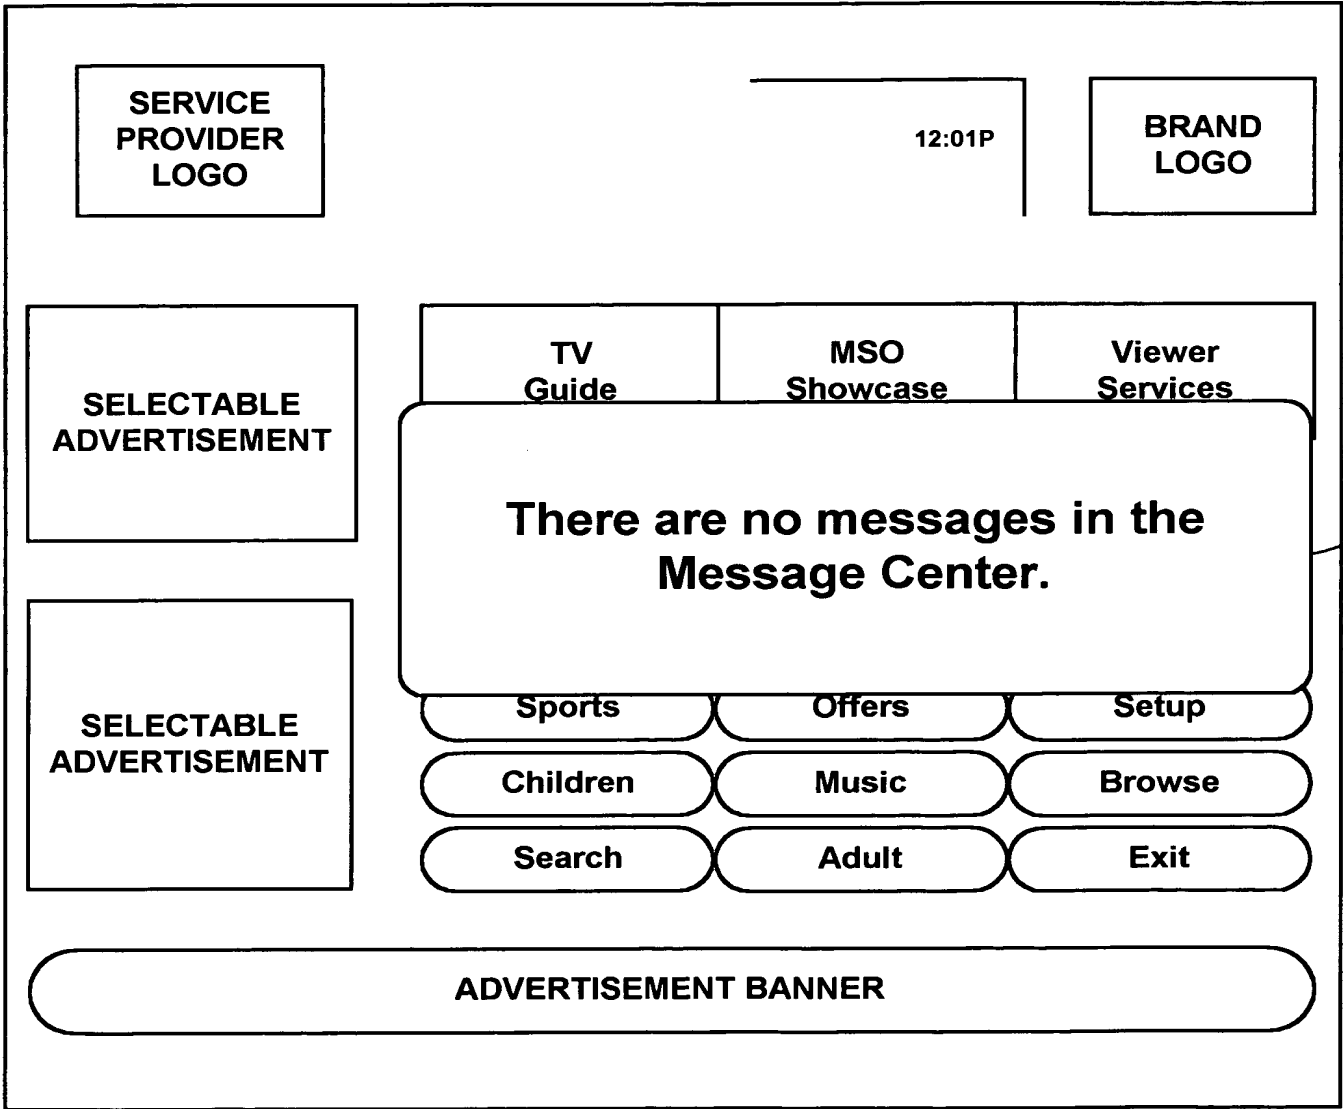 SERVICE
PROVIDER
LOGO
12:01P
BRAND
LOGO
SELECTABLE
ADVERTISEMENT
TV
Guide
MSO
Showcase
Viewer
Services
There are no messages in the
Message Center.
SELECTABLE
ADVERTISEMENT
Sports
Offers
Setup
Children
Music
Browse
Search
Adult
Exit
ADVERTISEMENT BANNER